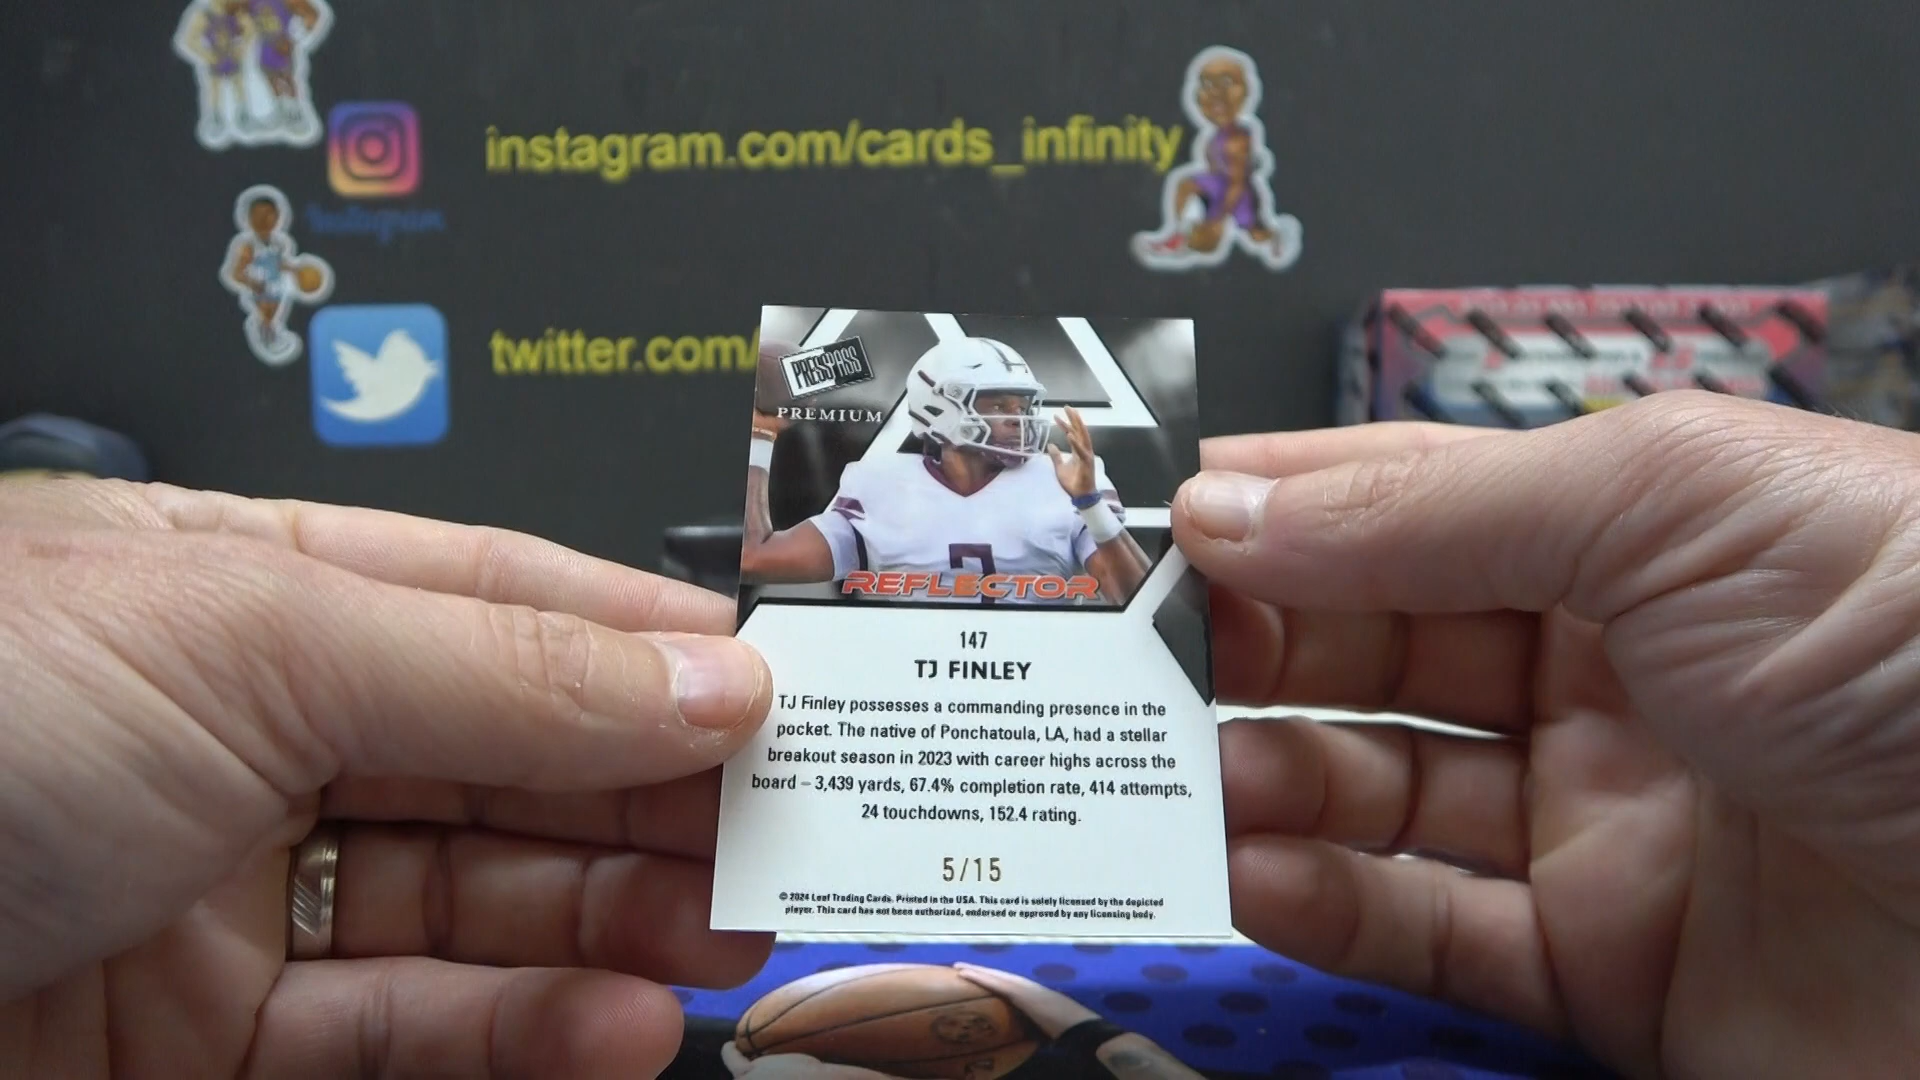 instagram.com/cards_infinity
Instagram
twitter.com/
PRESS PASS
PREMIUM
7
REFLECTOR
147
TJ FINLEY
TJ Finley possesses a commanding presence in the
pocket. The native of Ponchatoula, LA, had a stellar
breakout season in 2023 with career highs across the
board – 3,439 yards, 67.4% completion rate, 414 attempts,
24 touchdowns, 152.4 rating.
5/15
© 2024 Leaf Trading Cards. Printed in the USA. This card is solely licensed by the depicted
player. This card has not been authorized, endorsed or approved by any licensing body.